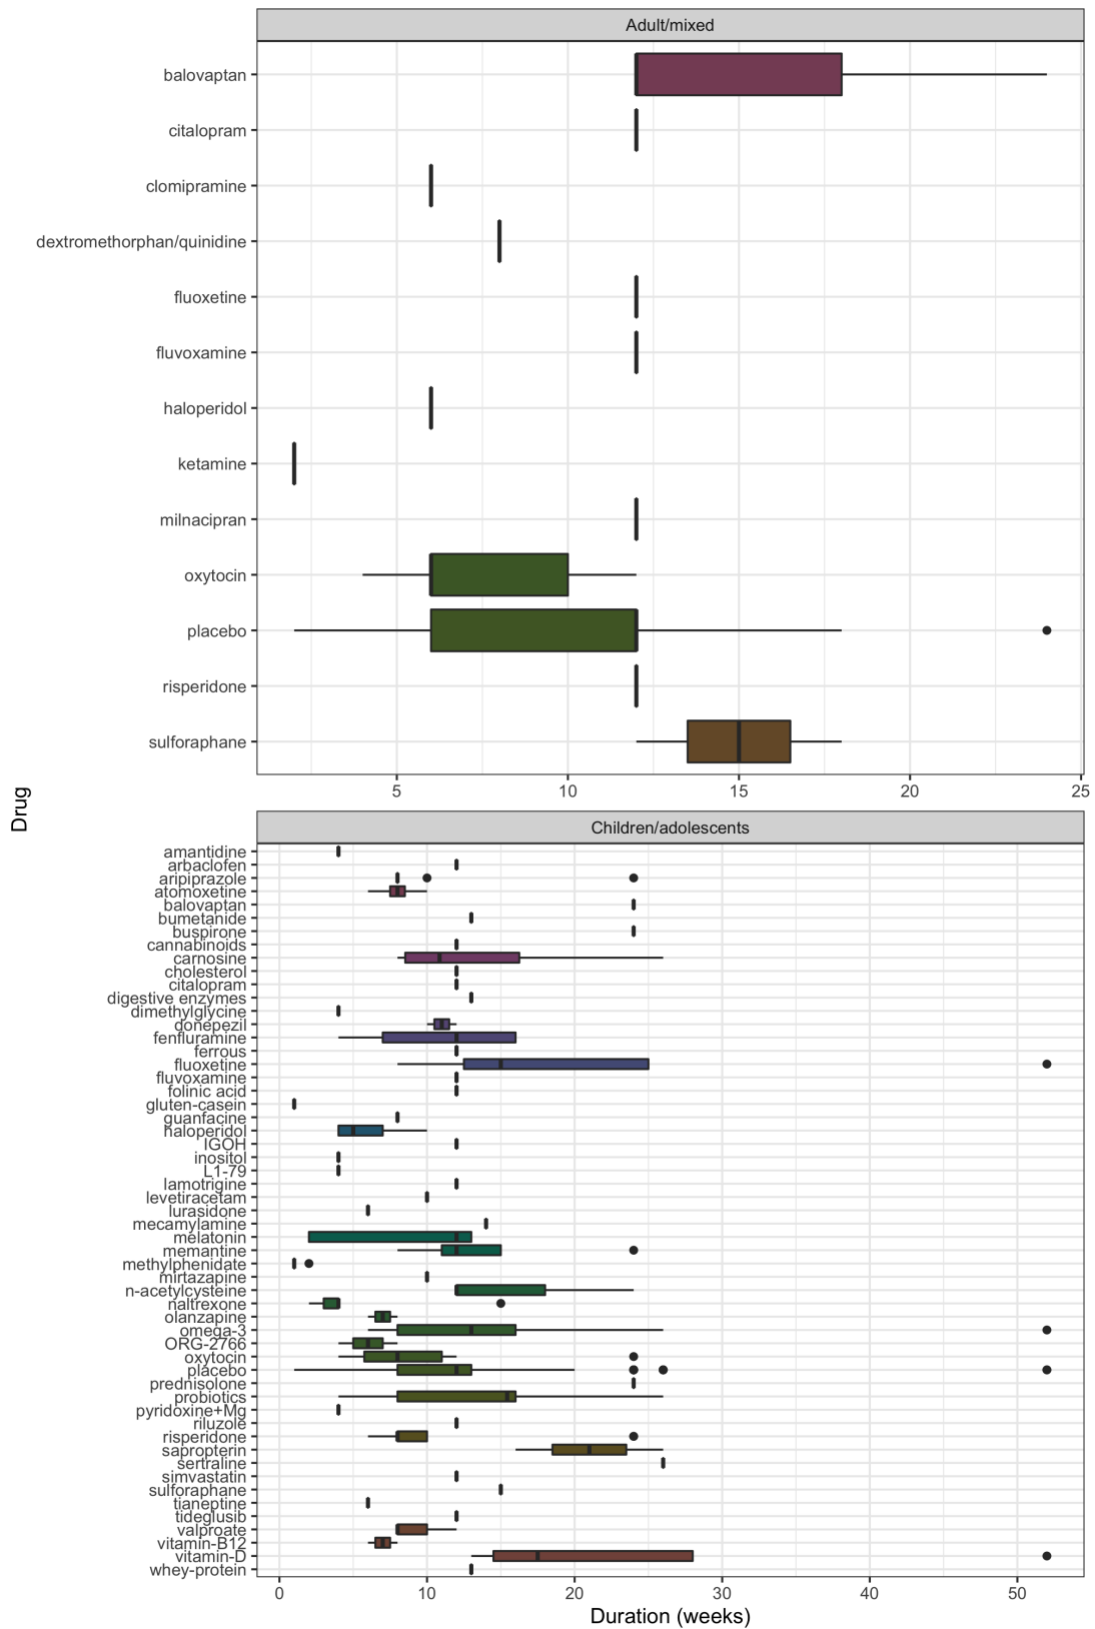 Adult/mixed
balovaptan
citalopram
clomipramine
dextromethorphan/quinidine
fluoxetine
fluvoxamine
haloperidol
ketamine
milnacipran
oxytocin
placebo
risperidone
sulforaphane
5 10 15 20 25
Drug
Children/adolescents
amantidine
arbaclofen
aripiprazole
atomoxetine
balovaptan
bumetanide
buspirone
cannabinoids
carnosine
cholesterol
citalopram
digestive enzymes
dimethylglycine
donepezil
fenfluramine
ferrous
fluoxetine
fluvoxamine
folinic acid
gluten-casein
guanfacine
haloperidol
IGOH
inositol
L1-79
lamotrigine
levetiracetam
lurasidone
mecamylamine
melatonin
memantine
methylphenidate
mirtazapine
n-acetylcysteine
naltrexone
olanzapine
omega-3
ORG-2766
oxytocin
placebo
prednisolone
probiotics
pyridoxine+Mg
riluzole
risperidone
sapropterin
sertraline
simvastatin
sulforaphane
tianeptine
tideglusib
valproate
vitamin-B12
vitamin-D
whey-protein
0 10 20 30 40 50
Duration (weeks)